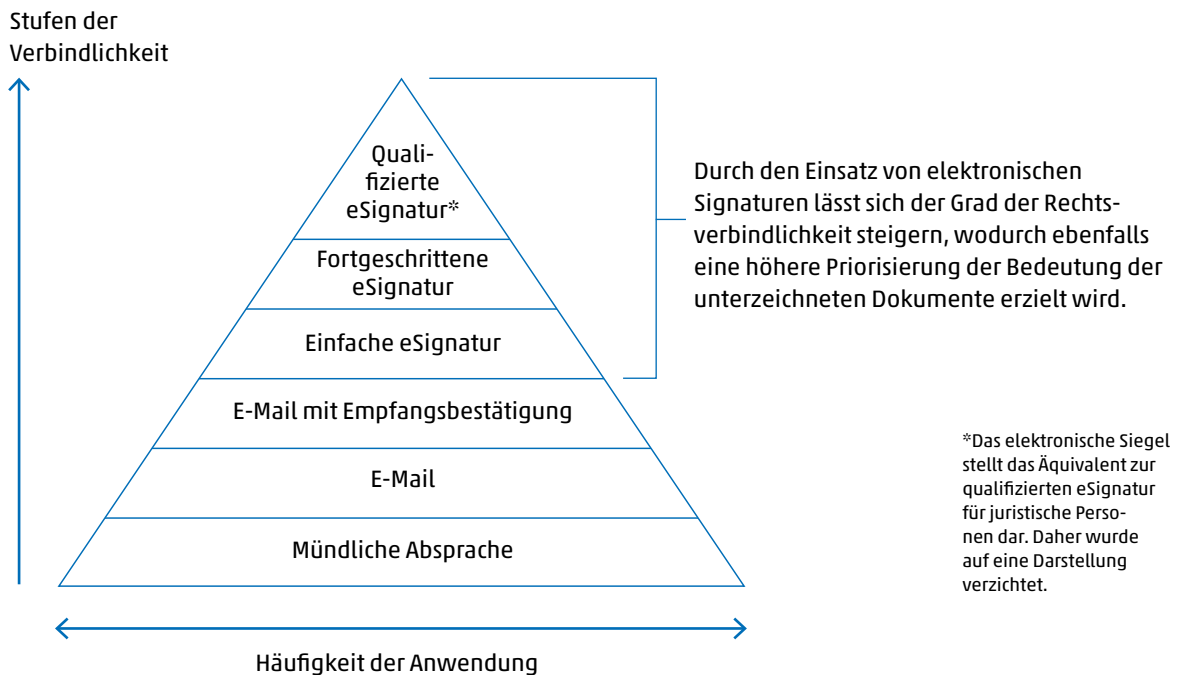 Stufen der
Verbindlichkeit
Quali-
fizierte
eSignatur*
Fortgeschrittene
eSignatur
Einfache eSignatur
E-Mail mit Empfangsbestätigung
E-Mail
Mündliche Absprache
Häufigkeit der Anwendung
Durch den Einsatz von elektronischen
Signaturen lässt sich der Grad der Rechts-
verbindlichkeit steigern, wodurch ebenfalls
eine höhere Priorisierung der Bedeutung der
unterzeichneten Dokumente erzielt wird.
*Das elektronische Siegel
stellt das Äquivalent zur
qualifizierten eSignatur
für juristische Perso-
nen dar. Daher wurde
auf eine Darstellung
verzichtet.